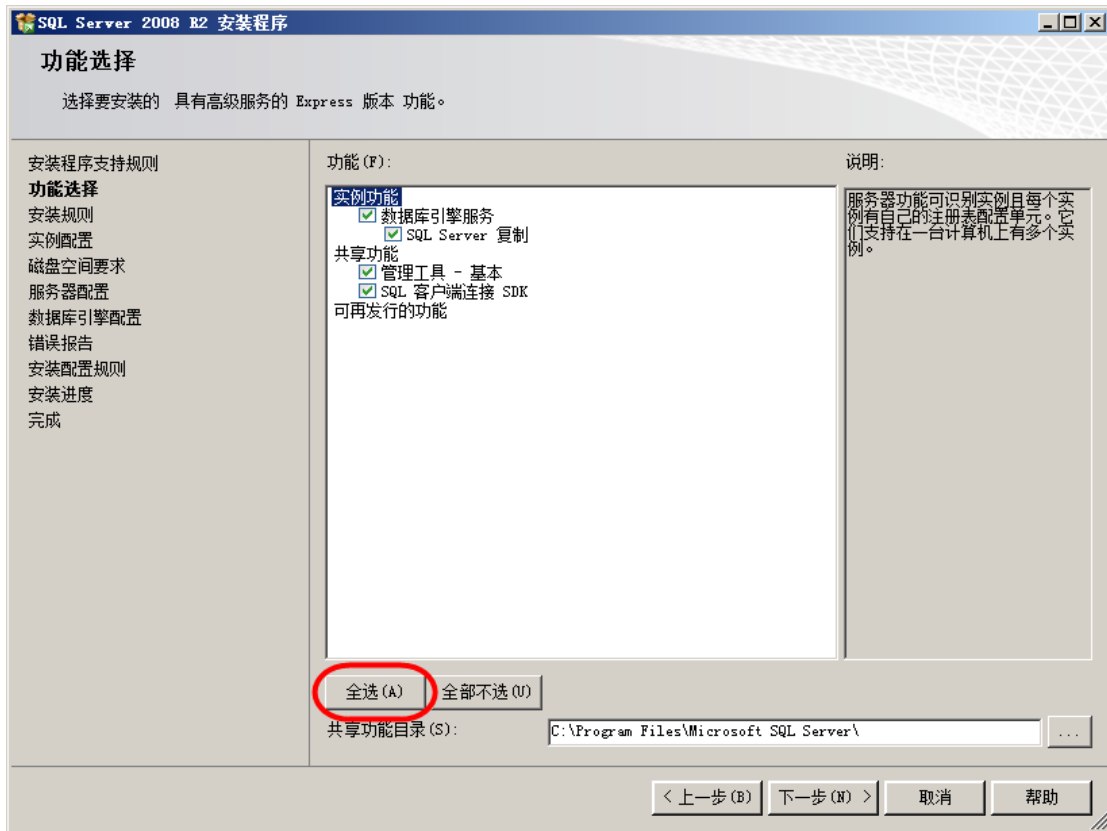 SQL Server 2008 R2 安装程序
功能选择
选择要安装的 具有高级服务的 Express 版本 功能。
安装程序支持规则
功能选择
安装规则
实例配置
磁盘空间要求
服务器配置
数据库引擎配置
错误报告
安装配置规则
安装进度
完成
功能(F):
实例功能
数据库引擎服务
SQL Server 复制
共享功能
管理工具 - 基本
SQL 客户端连接 SDK
可再发行的功能
说明:
服务器功能可识别实例且每个实
例有自己的注册表配置单元。它
们支持在一台计算机上有多个实
例。
全选(A) 全部不选(U)
共享功能目录(S): C:\Program Files\Microsoft SQL Server\ ...
< 上一步(B) 下一步(N) > 取消 帮助